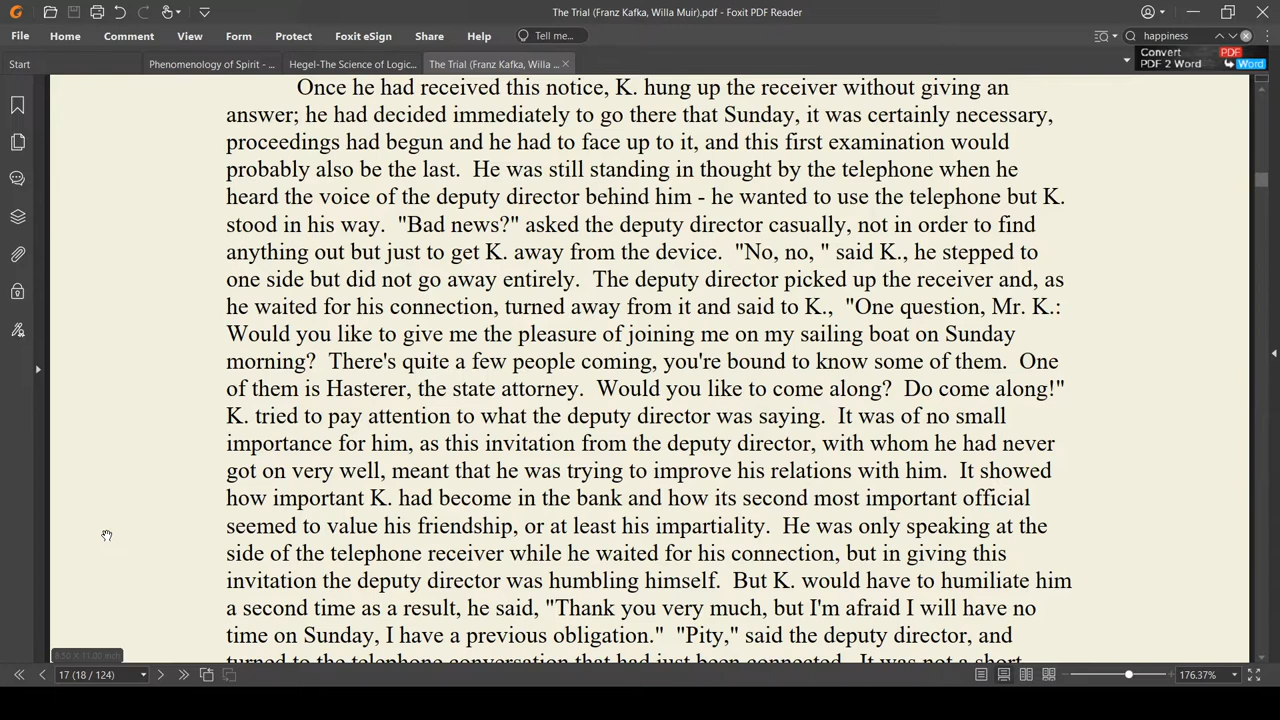 The Trial (Franz Kafka, Willa Muir).pdf - Foxit PDF Reader
File Home Comment View Form Protect Foxit eSign Share Help Tell me... happiness
Start Phenomenology of Spirit - ... Hegel-The Science of Logic... The Trial (Franz Kafka, Willa ...
Convert PDF
PDF 2 Word Word
Once he had received this notice, K. hung up the receiver without giving an
answer; he had decided immediately to go there that Sunday, it was certainly necessary,
proceedings had begun and he had to face up to it, and this first examination would
probably also be the last. He was still standing in thought by the telephone when he
heard the voice of the deputy director behind him - he wanted to use the telephone but K.
stood in his way. "Bad news?" asked the deputy director casually, not in order to find
anything out but just to get K. away from the device. "No, no, " said K., he stepped to
one side but did not go away entirely. The deputy director picked up the receiver and, as
he waited for his connection, turned away from it and said to K., "One question, Mr. K.:
Would you like to give me the pleasure of joining me on my sailing boat on Sunday
morning? There's quite a few people coming, you're bound to know some of them. One
of them is Hasterer, the state attorney. Would you like to come along? Do come along!"
K. tried to pay attention to what the deputy director was saying. It was of no small
importance for him, as this invitation from the deputy director, with whom he had never
got on very well, meant that he was trying to improve his relations with him. It showed
how important K. had become in the bank and how its second most important official
seemed to value his friendship, or at least his impartiality. He was only speaking at the
side of the telephone receiver while he waited for his connection, but in giving this
invitation the deputy director was humbling himself. But K. would have to humiliate him
a second time as a result, he said, "Thank you very much, but I'm afraid I will have no
time on Sunday, I have a previous obligation." "Pity," said the deputy director, and
turned to the telephone conversation that had just been connected. It was not a short
8.50 x 11.00 inch
17 (18 / 124) 176.37%